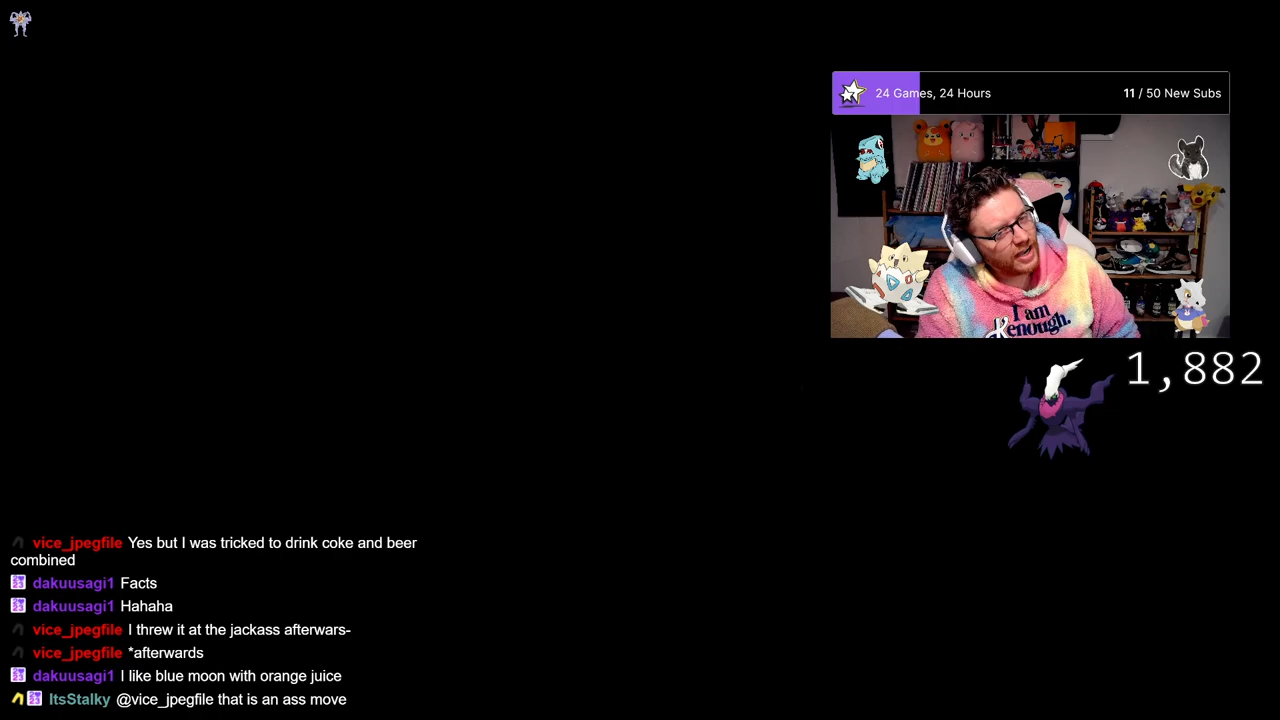 24 Games, 24 Hours 11 / 50 New Subs
I am
Kenough.
1,882
vice_jpegfile Yes but I was tricked to drink coke and beer
combined
dakuusagi1 Facts
dakuusagi1 Hahaha
vice_jpegfile I threw it at the jackass afterwars-
vice_jpegfile *afterwards
dakuusagi1 I like blue moon with orange juice
ItsStalky @vice_jpegfile that is an ass move